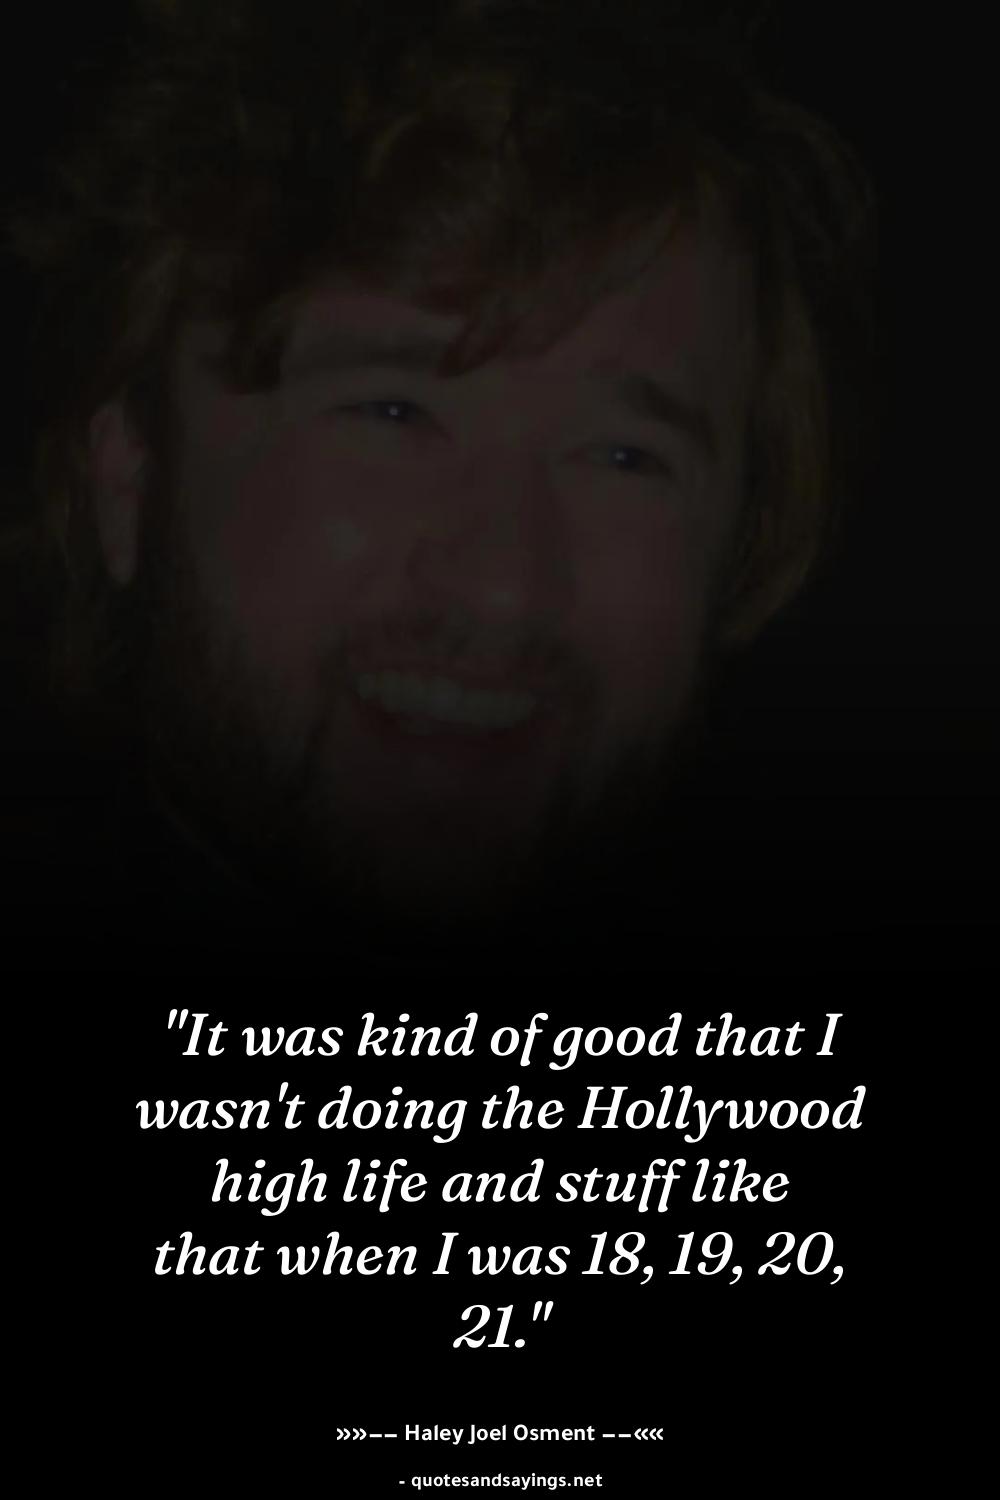 "It was kind of good that I
wasn't doing the Hollywood
high life and stuff like
that when I was 18, 19, 20,
21."
»»–– Haley Joel Osment ––««
- quotesandsayings.net